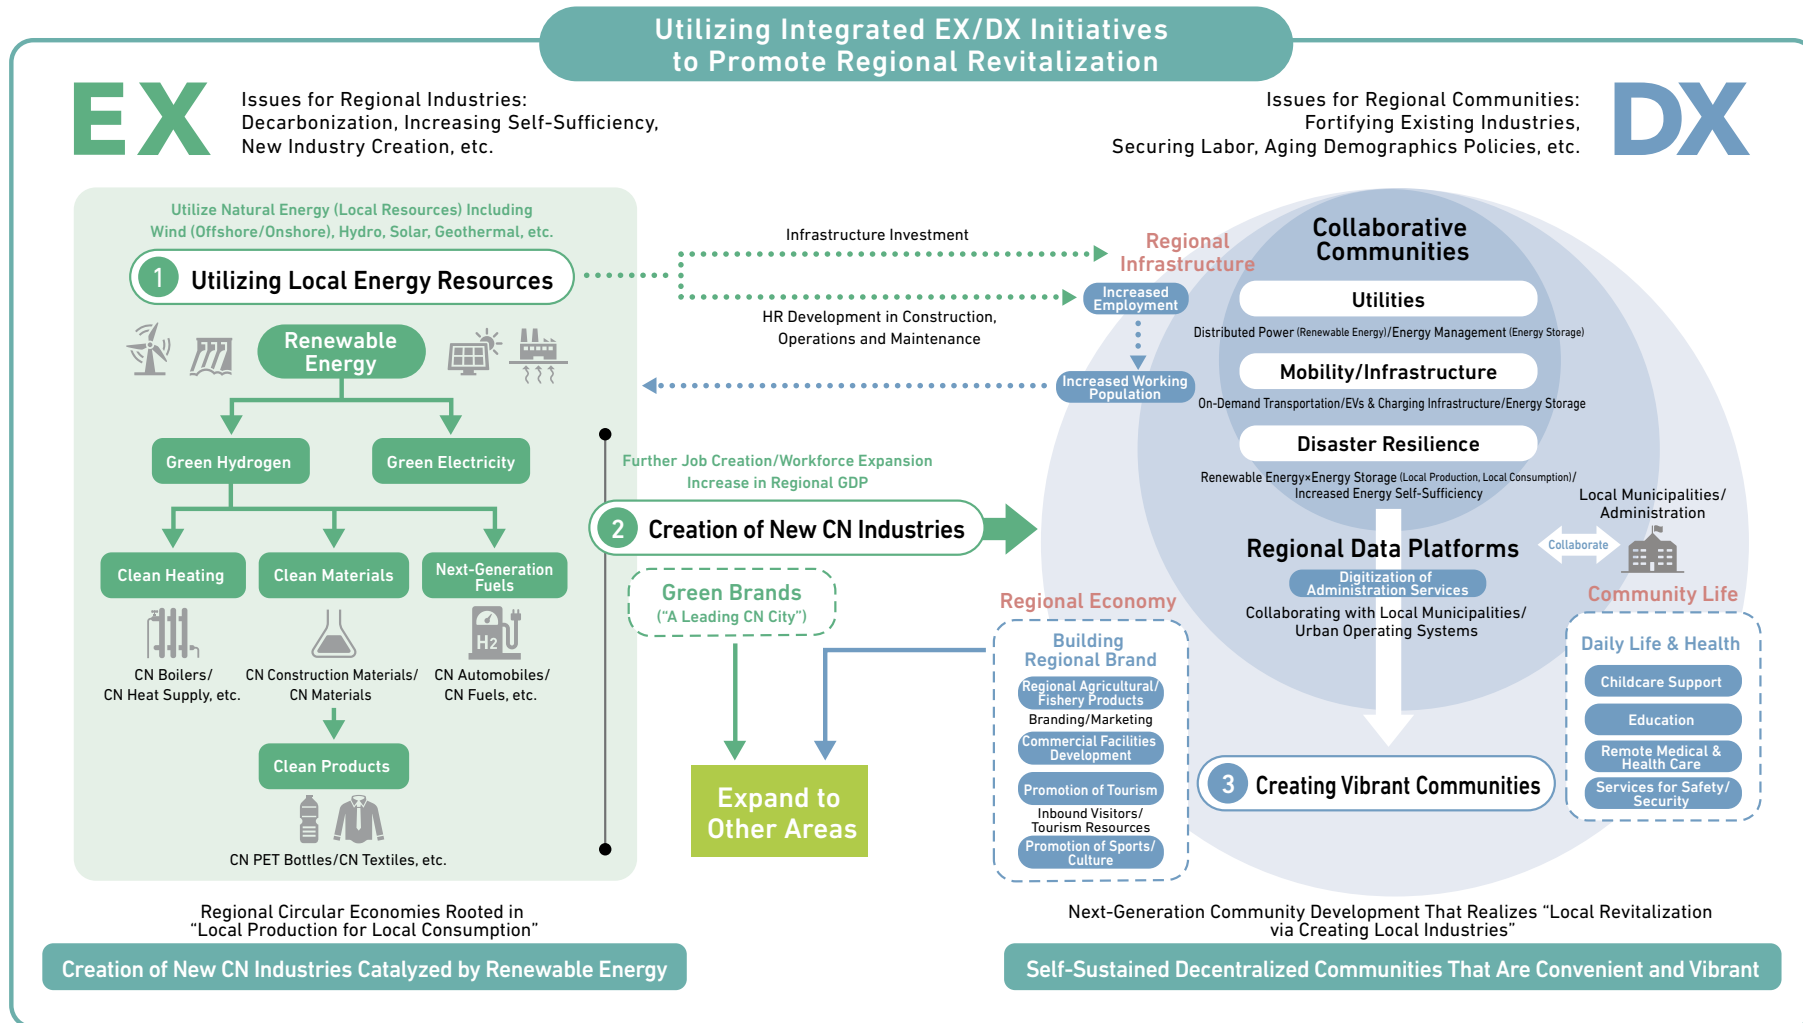 Utilizing Integrated EX/DX Initiatives
to Promote Regional Revitalization
EX
Issues for Regional Industries:
Decarbonization, Increasing Self-Sufficiency,
New Industry Creation, etc.
Issues for Regional Communities:
Fortifying Existing Industries,
Securing Labor, Aging Demographics Policies, etc.
DX
Utilize Natural Energy (Local Resources) Including
Wind (Offshore/Onshore), Hydro, Solar, Geothermal, etc.
1 Utilizing Local Energy Resources
Renewable
Energy
Green Hydrogen
Green Electricity
Clean Heating
Clean Materials
Next-Generation
Fuels
H2
CN Boilers/
CN Heat Supply, etc.
CN Construction Materials/
CN Materials
CN Automobiles/
CN Fuels, etc.
Clean Products
CN PET Bottles/CN Textiles, etc.
Infrastructure Investment
HR Development in Construction,
Operations and Maintenance
Regional
Infrastructure
Increased
Employment
Increased Working
Population
Further Job Creation/Workforce Expansion
Increase in Regional GDP
2 Creation of New CN Industries
Green Brands
(“A Leading CN City”)
Expand to
Other Areas
Collaborative
Communities
Utilities
Distributed Power (Renewable Energy)/Energy Management (Energy Storage)
Mobility/Infrastructure
On-Demand Transportation/EVs & Charging Infrastructure/Energy Storage
Disaster Resilience
Renewable Energy×Energy Storage (Local Production, Local Consumption)/
Increased Energy Self-Sufficiency
Local Municipalities/
Administration
Collaborate
Regional Data Platforms
Digitization of
Administration Services
Collaborating with Local Municipalities/
Urban Operating Systems
Regional Economy
Building
Regional Brand
Regional Agricultural/
Fishery Products
Branding/Marketing
Commercial Facilities
Development
Promotion of Tourism
Inbound Visitors/
Tourism Resources
Promotion of Sports/
Culture
Community Life
Daily Life & Health
Childcare Support
Education
Remote Medical &
Health Care
Services for Safety/
Security
3 Creating Vibrant Communities
Regional Circular Economies Rooted in
“Local Production for Local Consumption”
Creation of New CN Industries Catalyzed by Renewable Energy
Next-Generation Community Development That Realizes “Local Revitalization
via Creating Local Industries”
Self-Sustained Decentralized Communities That Are Convenient and Vibrant